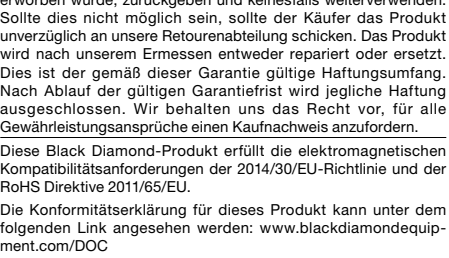 erworben wurde, zurückgeben und keinesfalls weiterverwenden.
Sollte dies nicht möglich sein, sollte der Käufer das Produkt
unverzüglich an unsere Retourenabteilung schicken. Das Produkt
wird nach unserem Ermessen entweder repariert oder ersetzt.
Dies ist der gemäß dieser Garantie gültige Haftungsumfang.
Nach Ablauf der gültigen Garantiefrist wird jegliche Haftung
ausgeschlossen. Wir behalten uns das Recht vor, für alle
Gewährleistungsansprüche einen Kaufnachweis anzufordern.
Diese Black Diamond-Produkt erfüllt die elektromagnetischen
Kompatibilitätsanforderungen der 2014/30/EU-Richtlinie und der
RoHS Direktive 2011/65/EU.
Die Konformitätserklärung für dieses Produkt kann unter dem
folgenden Link angesehen werden: www.blackdiamondequip-
ment.com/DOC